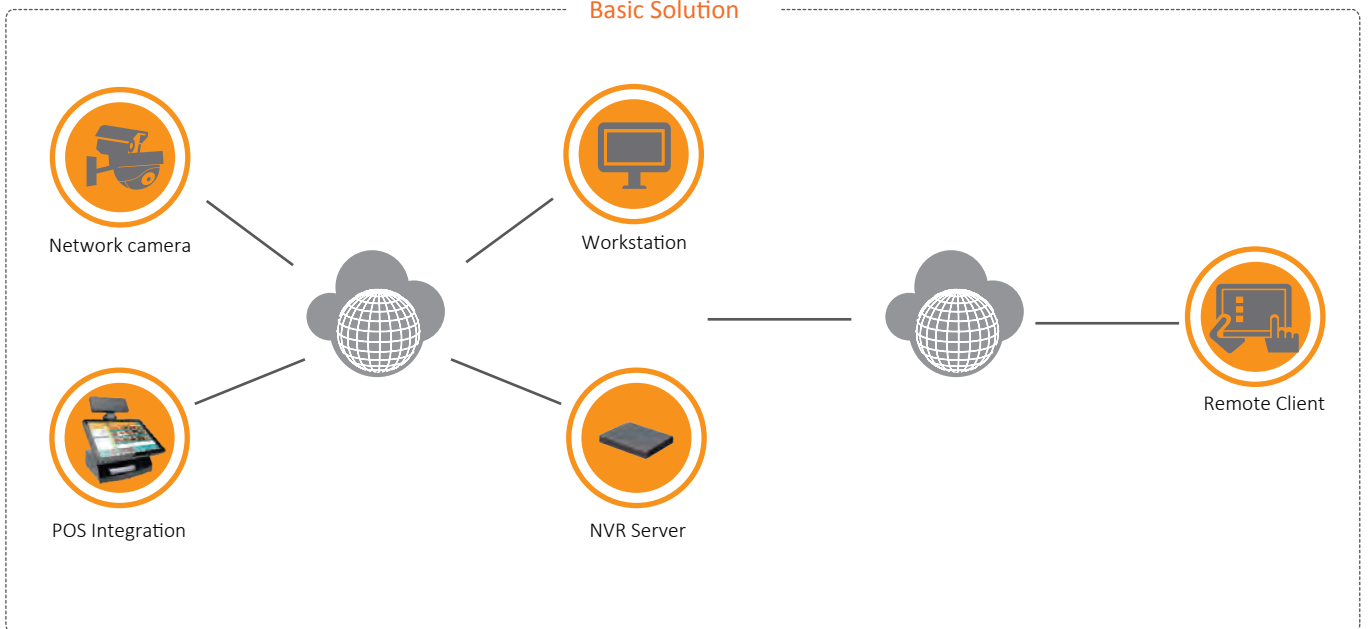 Basic Solution
Network camera
Workstation
Remote Client
POS Integration
NVR Server